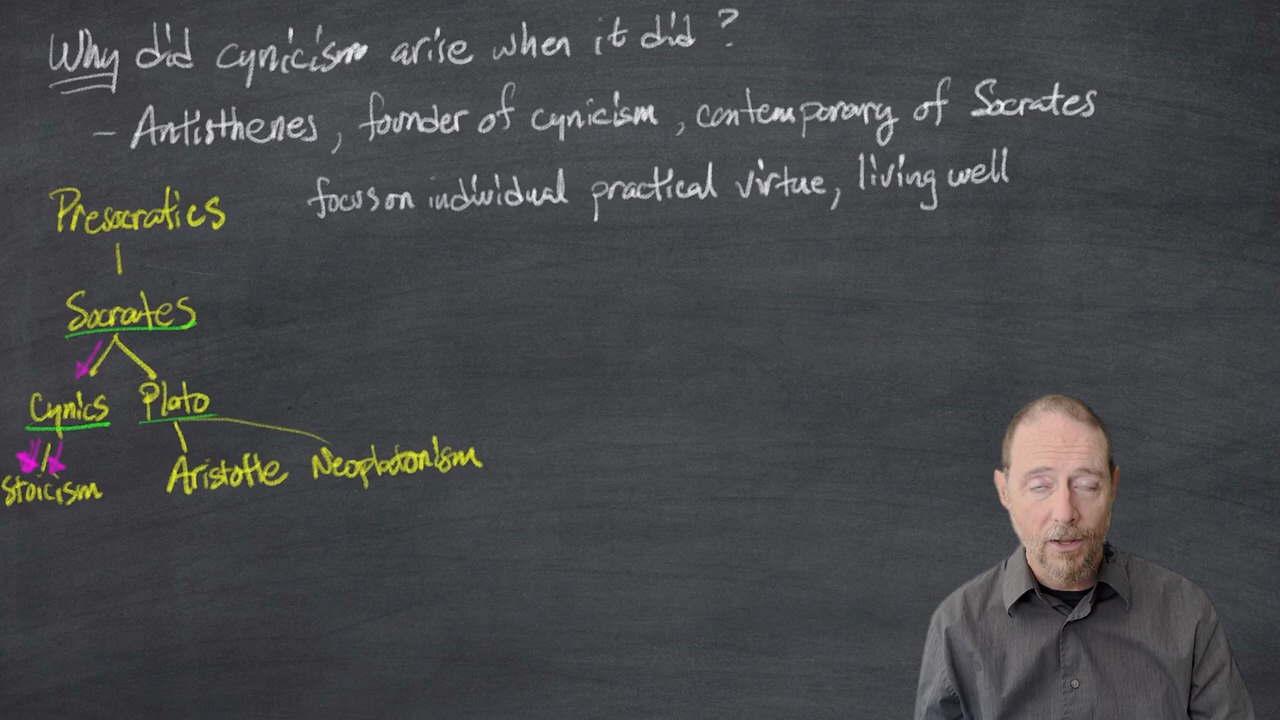 Why did cynicism arise when it did?
- Antisthenes, founder of cynicism, contemporary of Socrates
focus on individual practical virtue, living well
Presocratics
Socrates
Cynics Plato
Stoicism Aristotle Neoplatonism